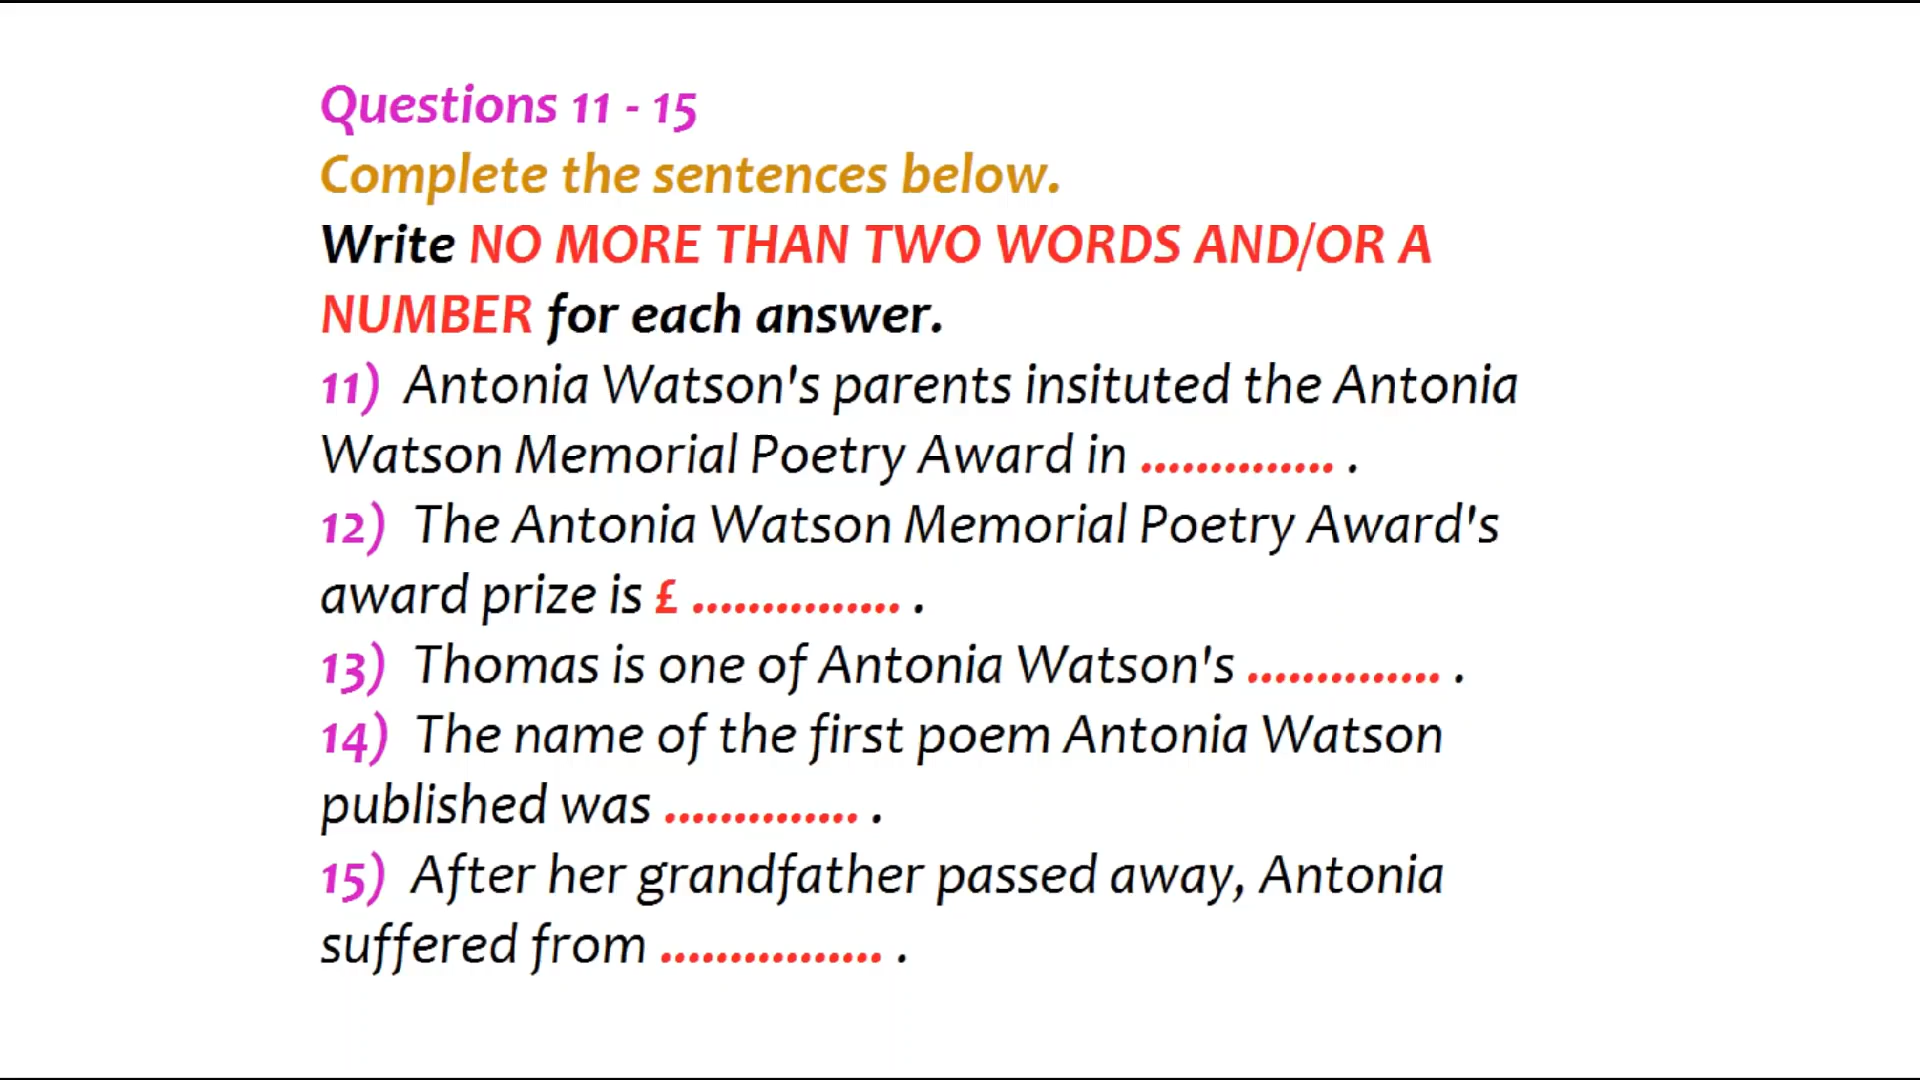 Questions 11 - 15
Complete the sentences below.
Write NO MORE THAN TWO WORDS AND/OR A
NUMBER for each answer.
11) Antonia Watson's parents insituted the Antonia
Watson Memorial Poetry Award in .............. .
12) The Antonia Watson Memorial Poetry Award's
award prize is £ ............... .
13) Thomas is one of Antonia Watson's .............. .
14) The name of the first poem Antonia Watson
published was .............. .
15) After her grandfather passed away, Antonia
suffered from ................ .